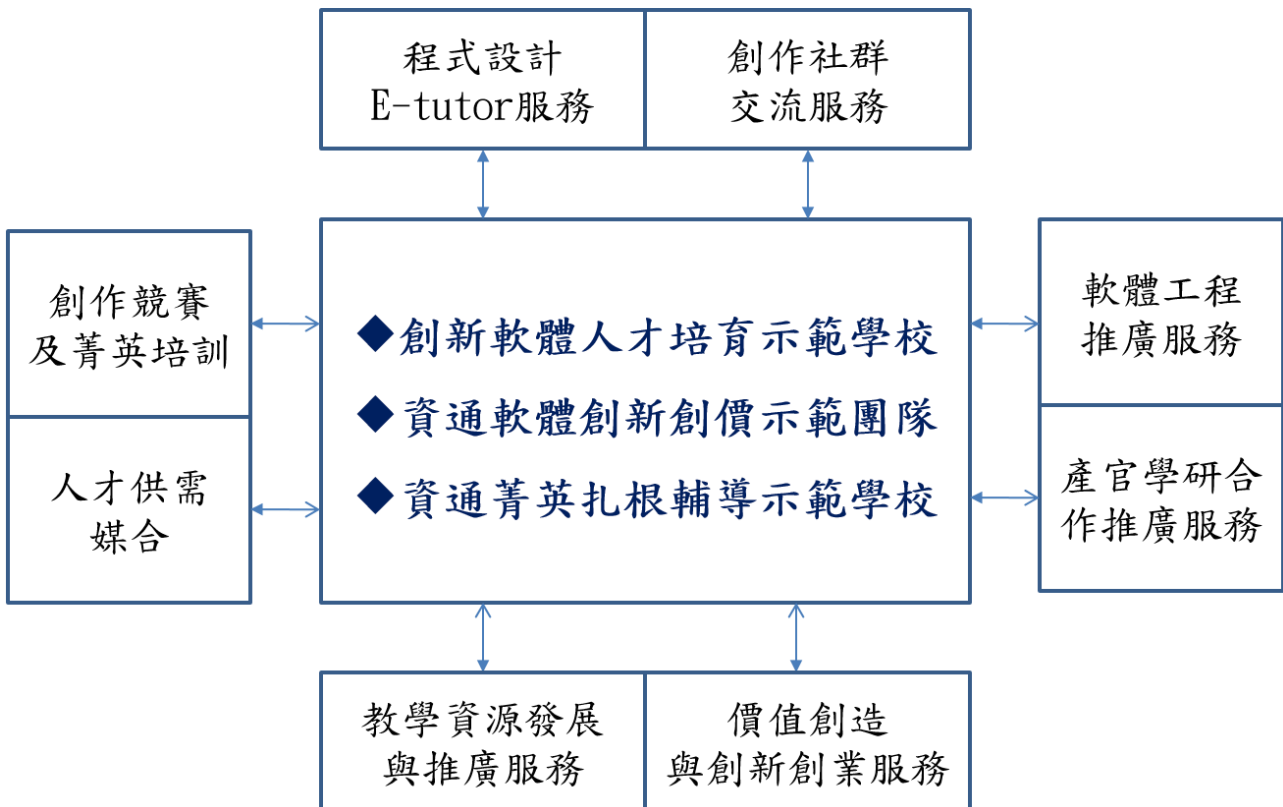 程式設計
E-tutor服務
創作社群
交流服務
創作競賽
及菁英培訓
人才供需
媒合
◆創新軟體人才培育示範學校
◆資通軟體創新創價示範團隊
◆資通菁英扎根輔導示範學校
軟體工程
推廣服務
產官學研合
作推廣服務
教學資源發展
與推廣服務
價值創造
與創新創業服務